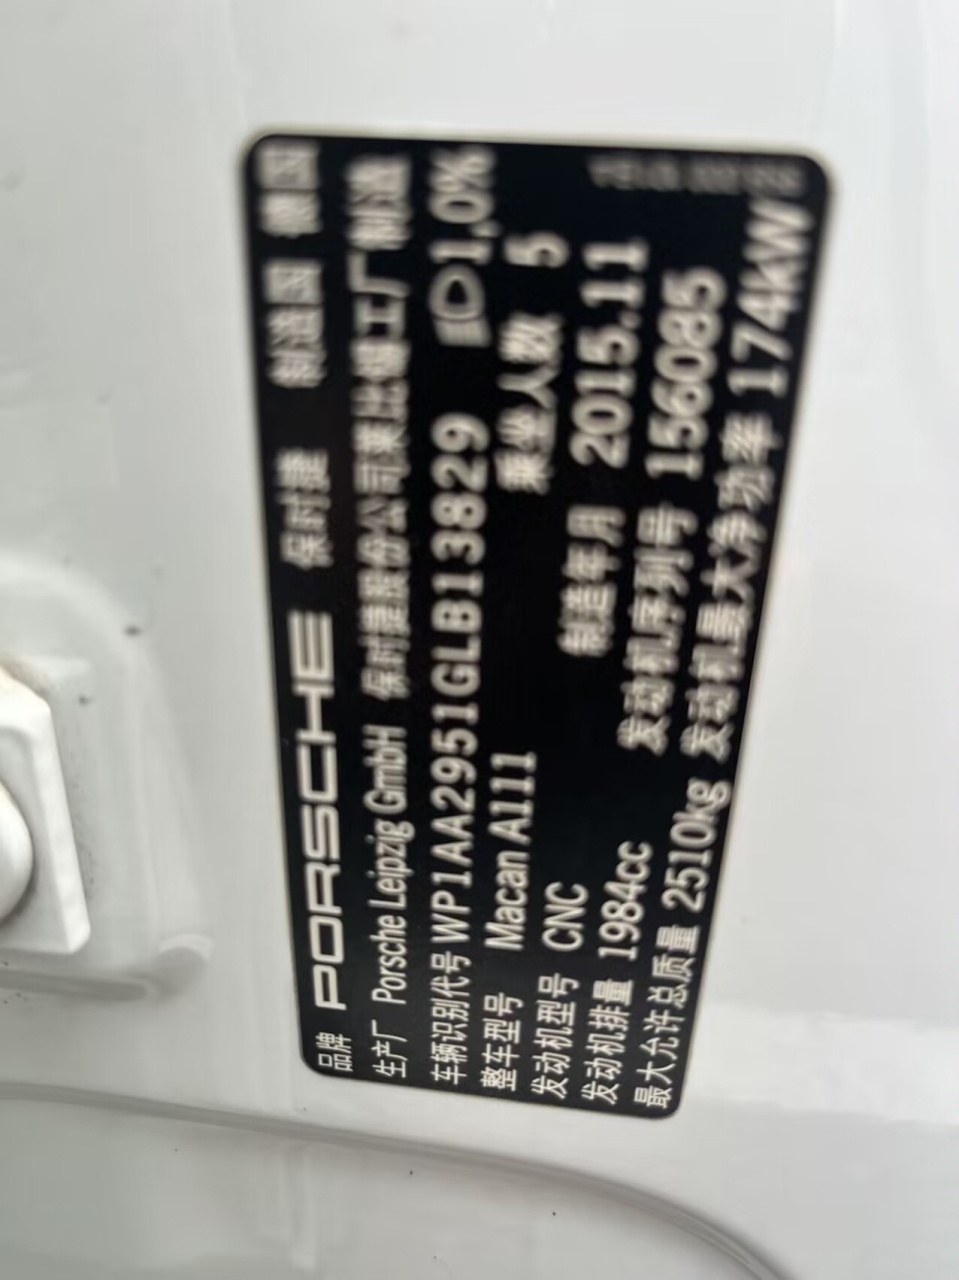 品牌 PORSCHE 保时捷 制造国 德国
生产厂 Porsche Leipzig GmbH 保时捷股份公司莱比锡工厂 制造
车辆识别代号 WP1AA2951GLB13829 1,0%
整车型号 Macan A111 乘坐人数 5
发动机型号 CNC 制造年月 2015.11
发动机排量 1984cc 发动机序列号 156085
最大允许总质量 2510kg 发动机最大净功率 174kW